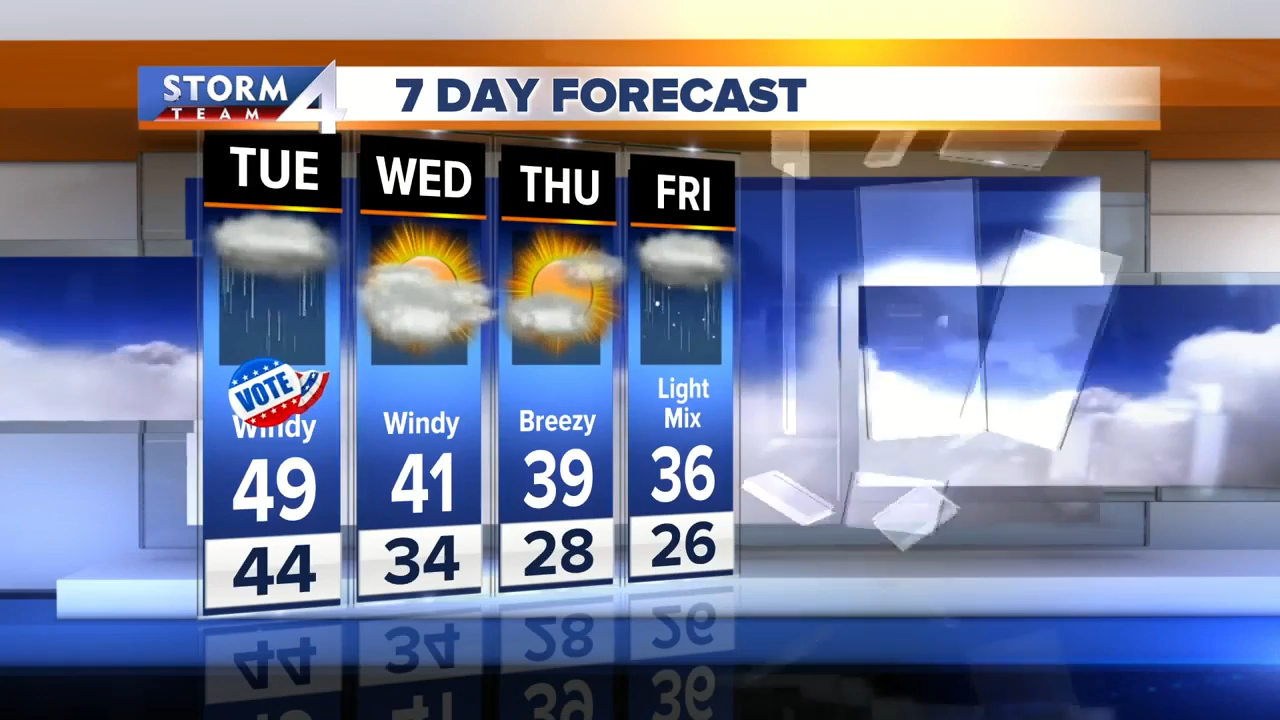 STORM
TEAM 4
7 DAY FORECAST
TUE
WED
THU
FRI
VOTE
Windy
Windy
Breezy
Light
Mix
49
41
39
36
44
34
28
26